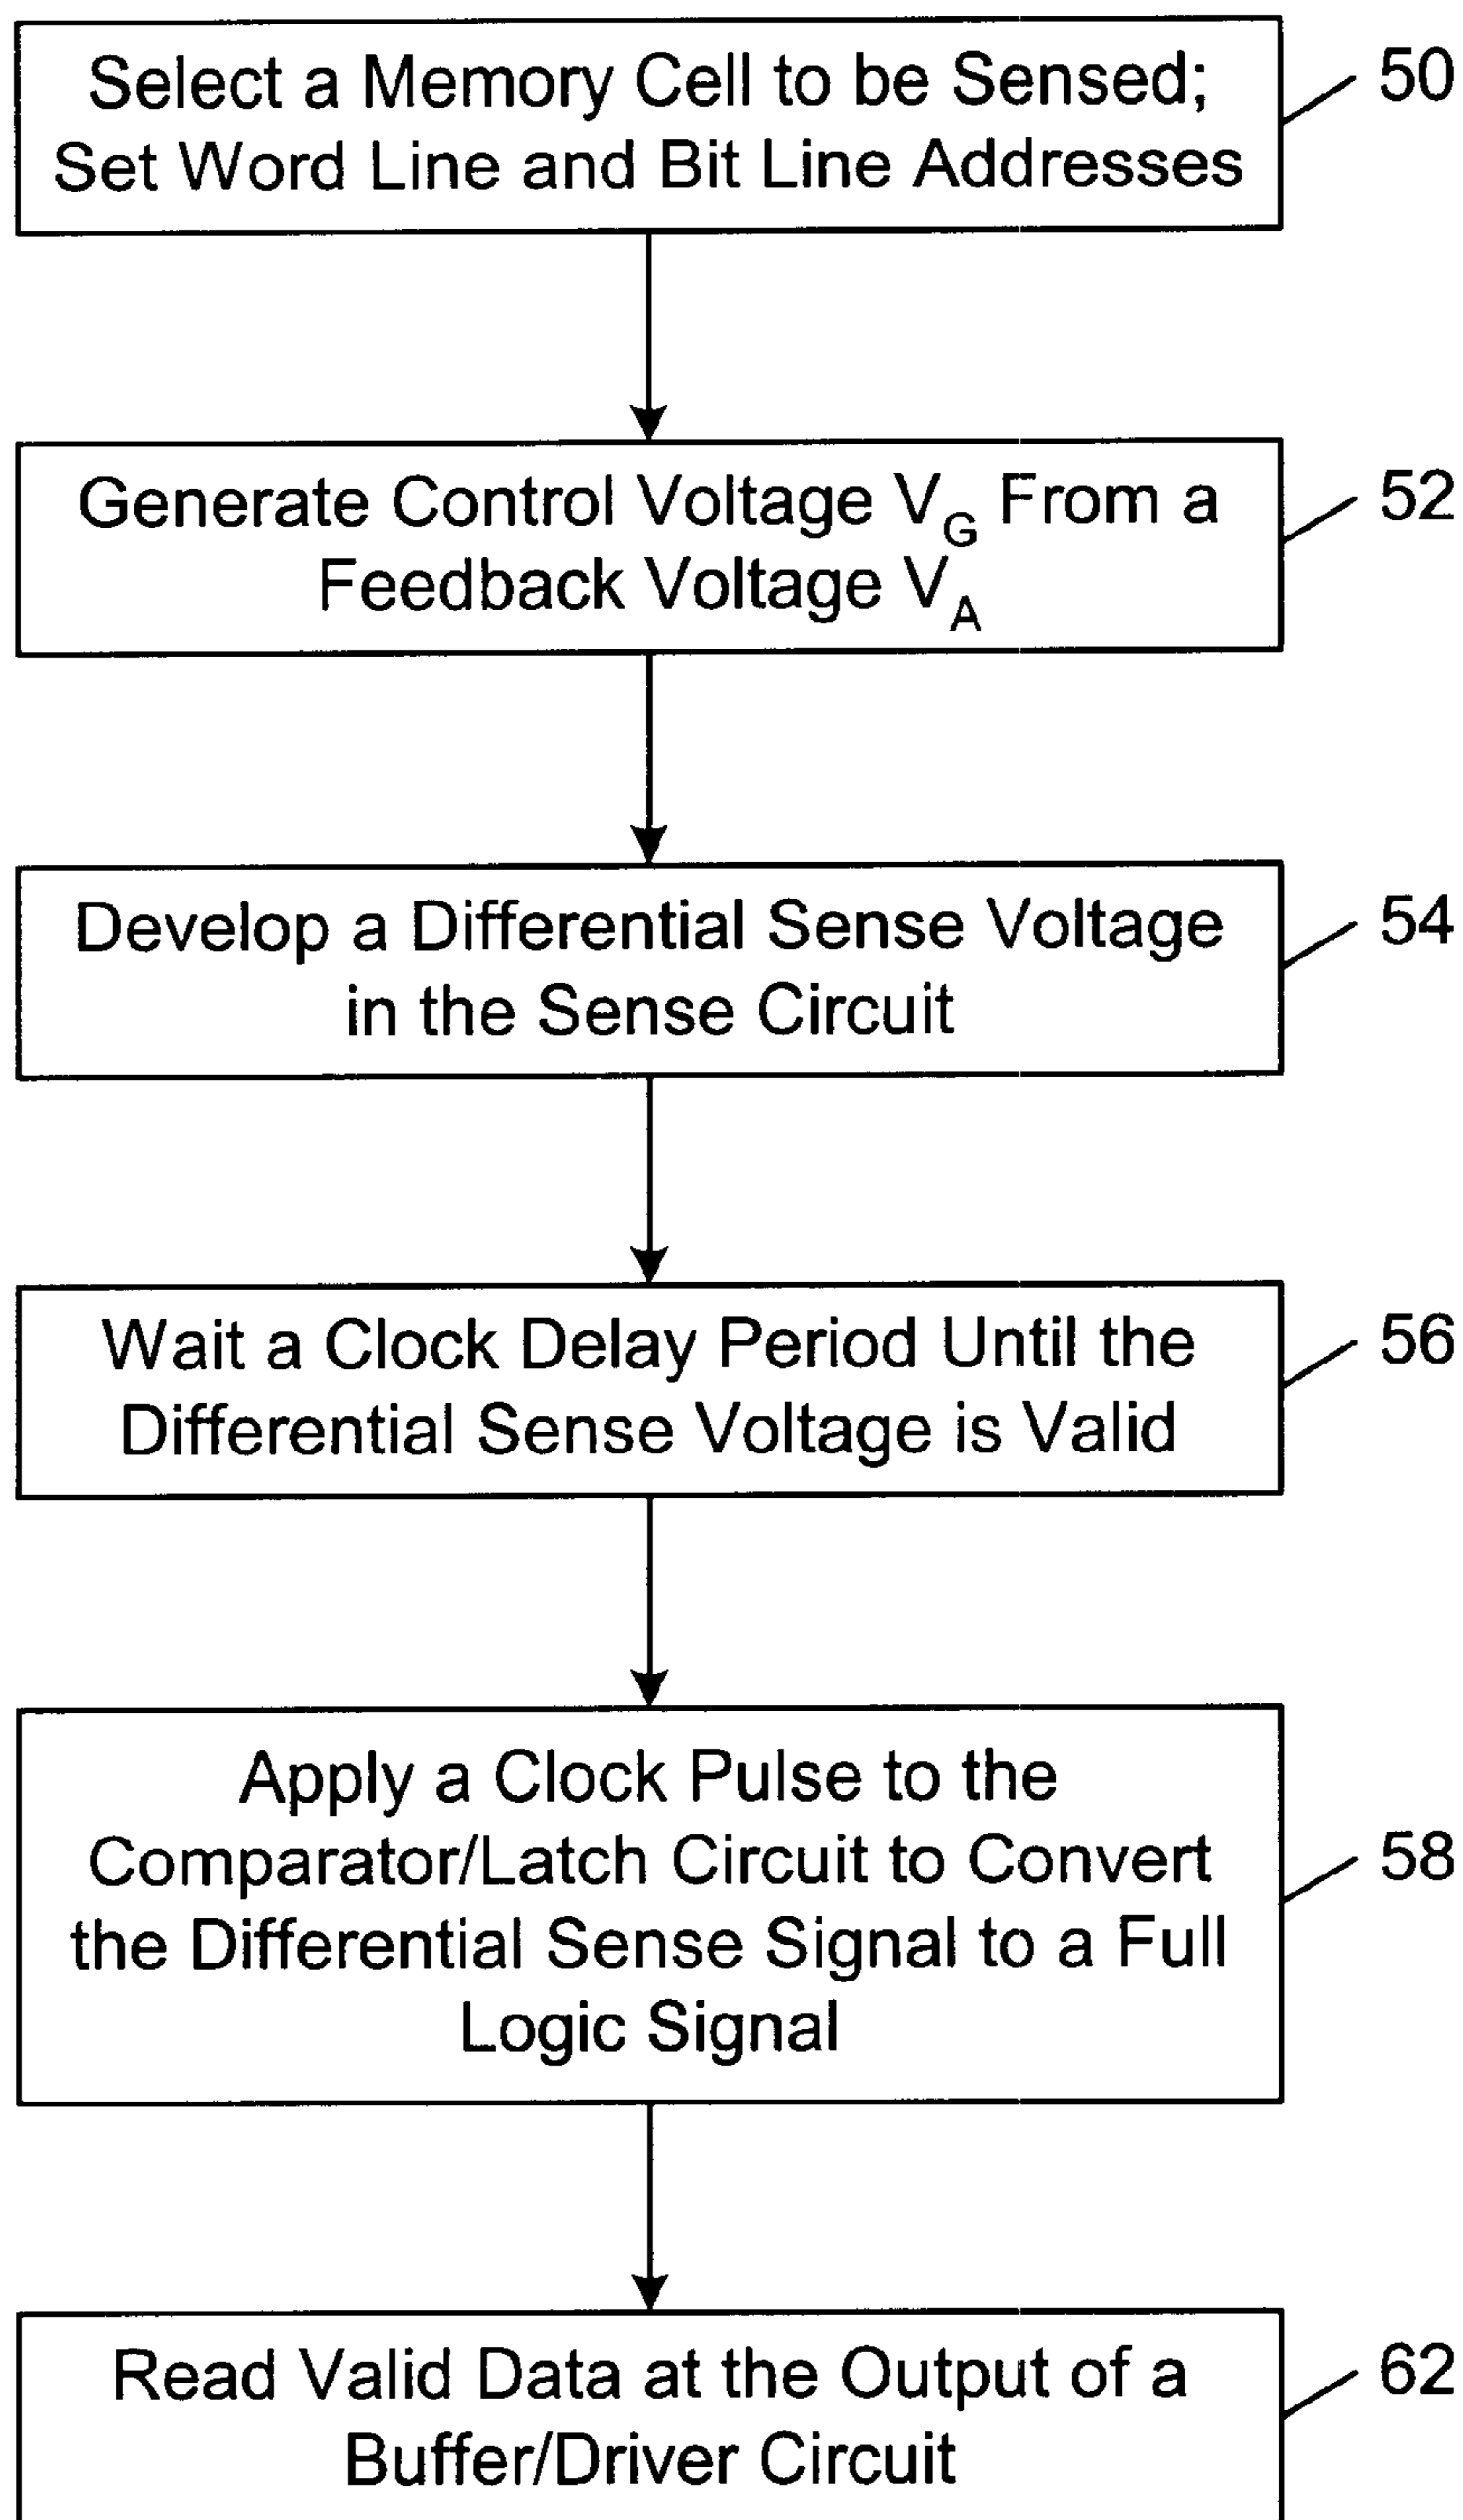 Select a Memory Cell to be Sensed;
Set Word Line and Bit Line Addresses
50
Generate Control Voltage VG From a
Feedback Voltage VA
52
Develop a Differential Sense Voltage
in the Sense Circuit
54
Wait a Clock Delay Period Until the
Differential Sense Voltage is Valid
56
Apply a Clock Pulse to the
Comparator/Latch Circuit to Convert
the Differential Sense Signal to a Full
Logic Signal
58
Read Valid Data at the Output of a
Buffer/Driver Circuit
62